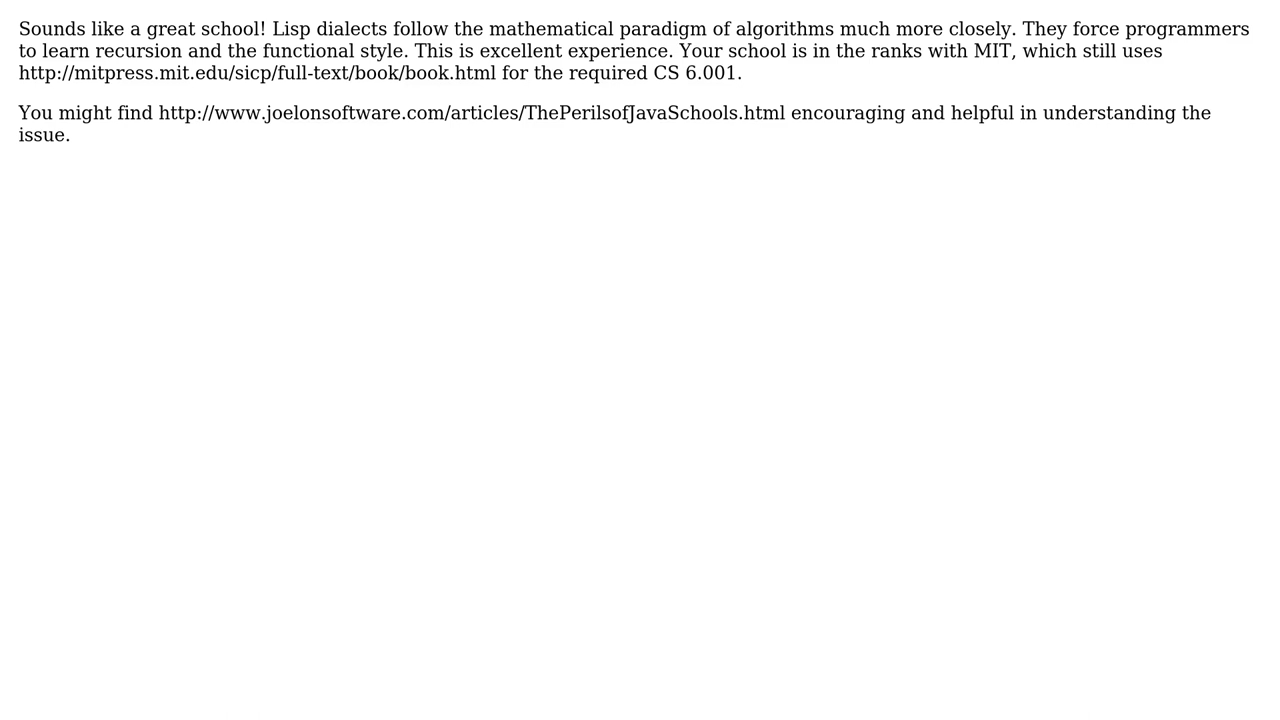 Sounds like a great school! Lisp dialects follow the mathematical paradigm of algorithms much more closely. They force programmers
to learn recursion and the functional style. This is excellent experience. Your school is in the ranks with MIT, which still uses
http://mitpress.mit.edu/sicp/full-text/book/book.html for the required CS 6.001.
You might find http://www.joelonsoftware.com/articles/ThePerilsofJavaSchools.html encouraging and helpful in understanding the
issue.